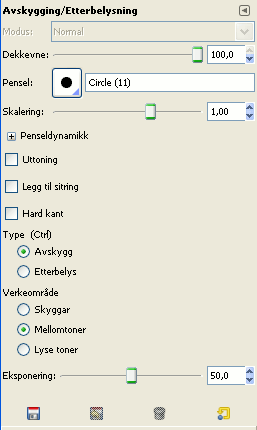 Avskygging/Etterbelysning
Modus: Normal
Dekkevne: 100,0
Pensel: Circle (11)
Skalering: 1,00
Penseldynamikk
Uttoning
Legg til sitring
Hard kant
Type (Ctrl)
Avskygg
Etterbelys
Verkeområde
Skyggar
Mellomtoner
Lyse toner
Eksponering: 50,0